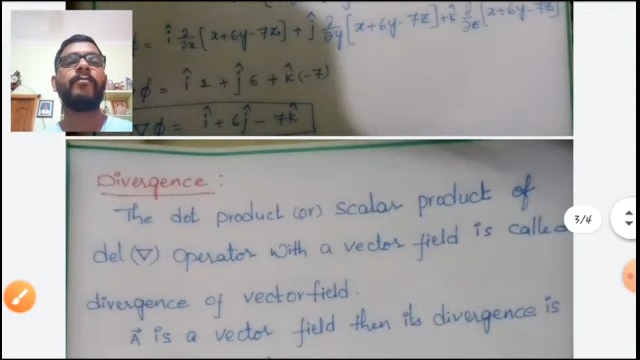 ϕ = î ∂/∂x [x+6y-7z] + ĵ ∂/∂y [x+6y-7z] + k̂ ∂/∂z [x+6y-7z]
ϕ = î 1 + ĵ 6 + k̂ (-7)
∇ϕ = î + 6ĵ - 7k̂
Divergence :
The dot product (or) scalar product of
del (∇) operator with a vector field is called
divergence of vector field.
A⃗ is a vector field then its divergence is
3/4